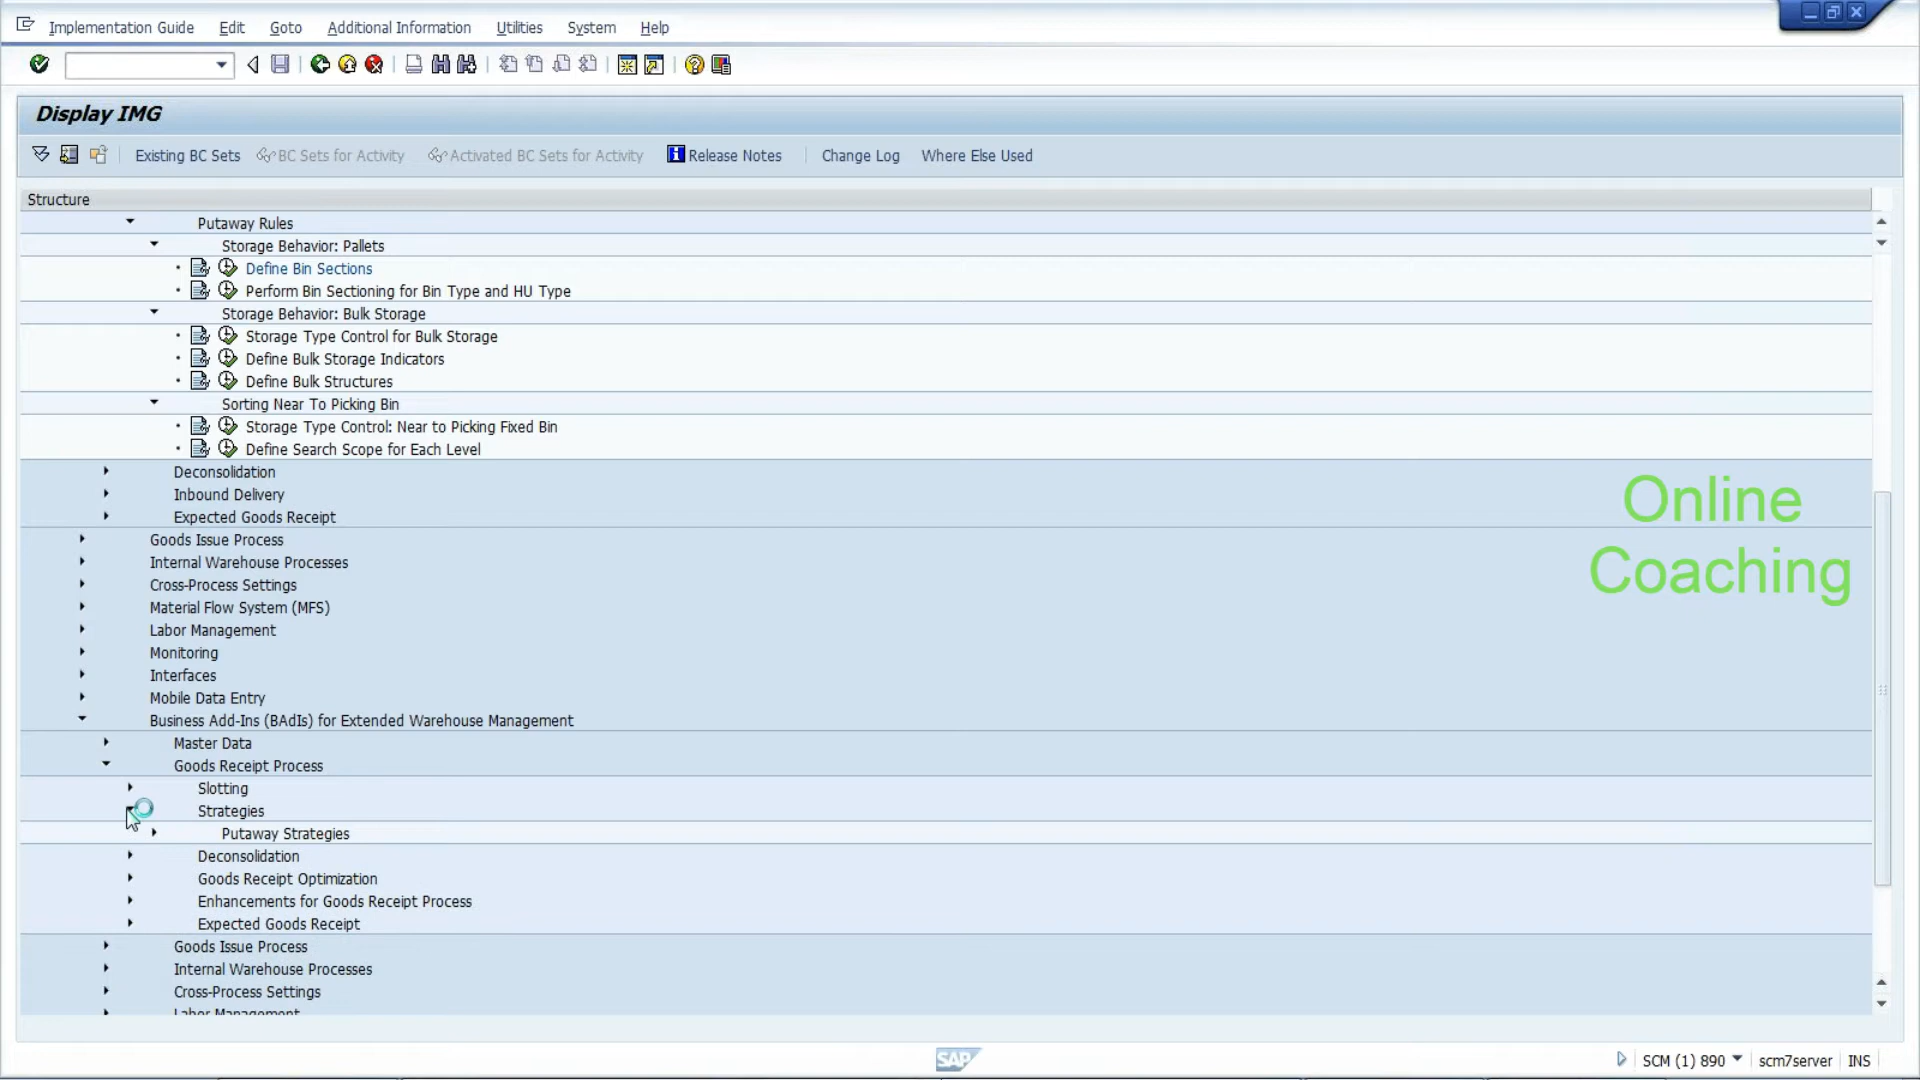 Implementation Guide Edit Goto Additional Information Utilities System Help
Display IMG
Existing BC Sets BC Sets for Activity Activated BC Sets for Activity Release Notes Change Log Where Else Used
Structure
Putaway Rules
Storage Behavior: Pallets
Define Bin Sections
Perform Bin Sectioning for Bin Type and HU Type
Storage Behavior: Bulk Storage
Storage Type Control for Bulk Storage
Define Bulk Storage Indicators
Define Bulk Structures
Sorting Near To Picking Bin
Storage Type Control: Near to Picking Fixed Bin
Define Search Scope for Each Level
Deconsolidation
Inbound Delivery
Expected Goods Receipt
Goods Issue Process
Internal Warehouse Processes
Cross-Process Settings
Material Flow System (MFS)
Labor Management
Monitoring
Interfaces
Mobile Data Entry
Business Add-Ins (BAdIs) for Extended Warehouse Management
Master Data
Goods Receipt Process
Slotting
Strategies
Putaway Strategies
Deconsolidation
Goods Receipt Optimization
Enhancements for Goods Receipt Process
Expected Goods Receipt
Goods Issue Process
Internal Warehouse Processes
Cross-Process Settings
Labor Management
Online
Coaching
SAP
SCM (1) 890 scm7server INS